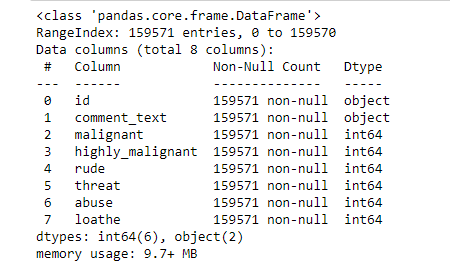 <class 'pandas.core.frame.DataFrame'>
RangeIndex: 159571 entries, 0 to 159570
Data columns (total 8 columns):
 #   Column            Non-Null Count   Dtype
---  ------            --------------   -----
 0   id                159571 non-null  object
 1   comment_text      159571 non-null  object
 2   malignant         159571 non-null  int64
 3   highly_malignant  159571 non-null  int64
 4   rude              159571 non-null  int64
 5   threat            159571 non-null  int64
 6   abuse             159571 non-null  int64
 7   loathe            159571 non-null  int64
dtypes: int64(6), object(2)
memory usage: 9.7+ MB